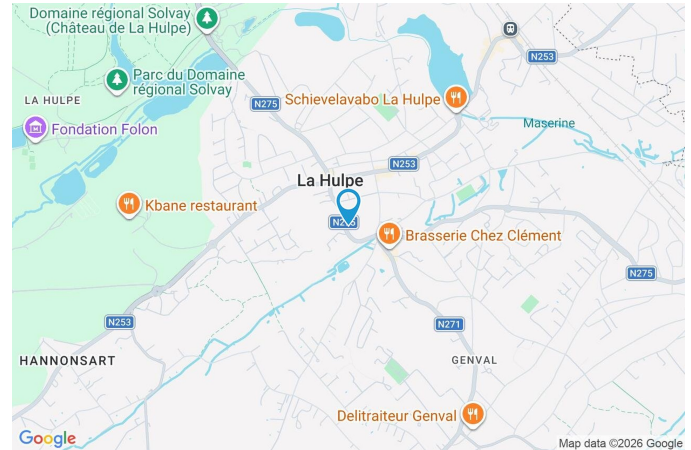 Domaine régional Solvay
(Château de La Hulpe)
N253
Parc du Domaine
régional Solvay
LA HULPE
N275
Schievelavabo La Hulpe
Fondation Folon
Maserine
N253
La Hulpe
Kbane restaurant
Brasserie Chez Clément
N275
N253
N271
HANNONSART
GENVAL
Delitraiteur Genval
Google
Map data ©2026 Google